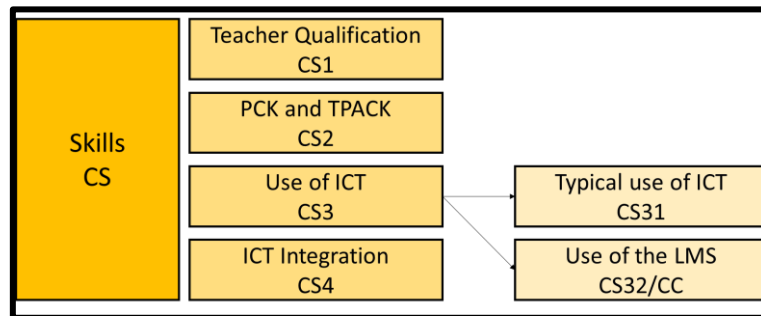 Skills
CS
Teacher Qualification
CS1
PCK and TPACK
CS2
Use of ICT
CS3
ICT Integration
CS4
Typical use of ICT
CS31
Use of the LMS
CS32/CC